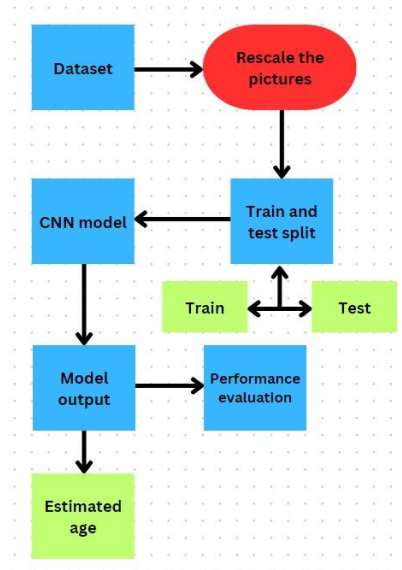 Dataset
Rescale the
pictures
CNN model
Train and
test split
Train
Test
Model
output
Performance
evaluation
Estimated
age